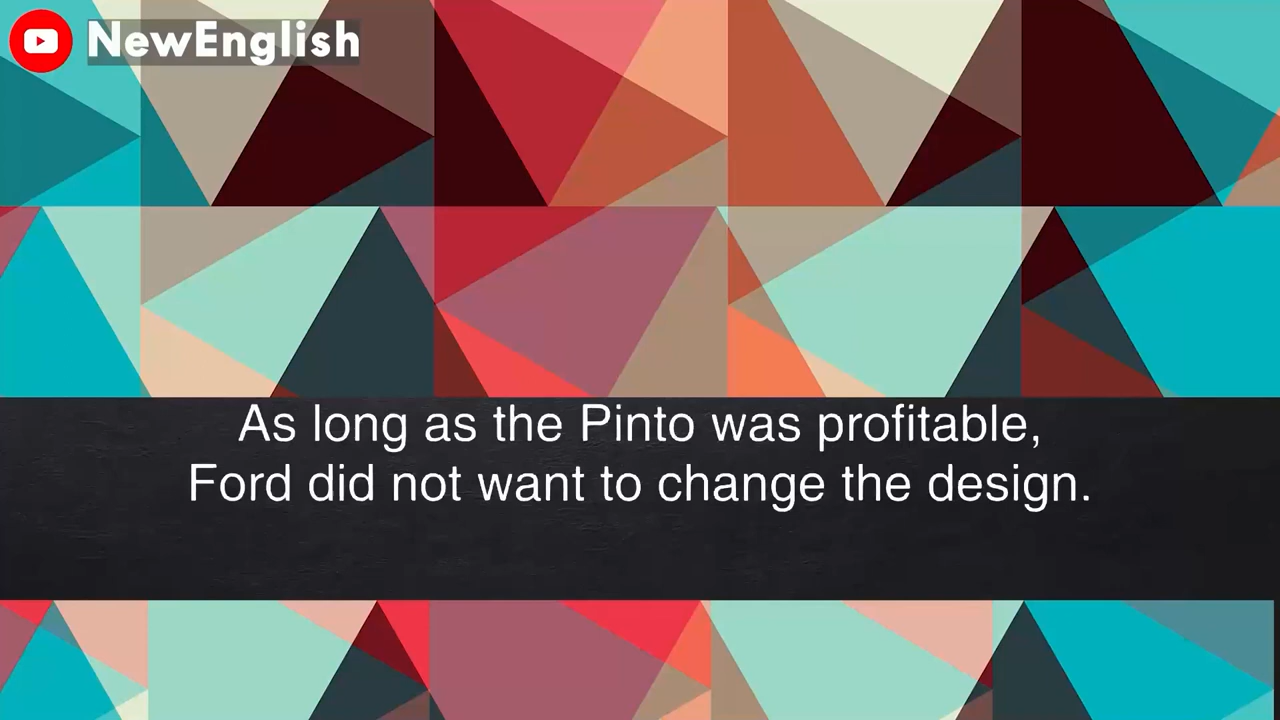 NewEnglish
As long as the Pinto was profitable,
Ford did not want to change the design.